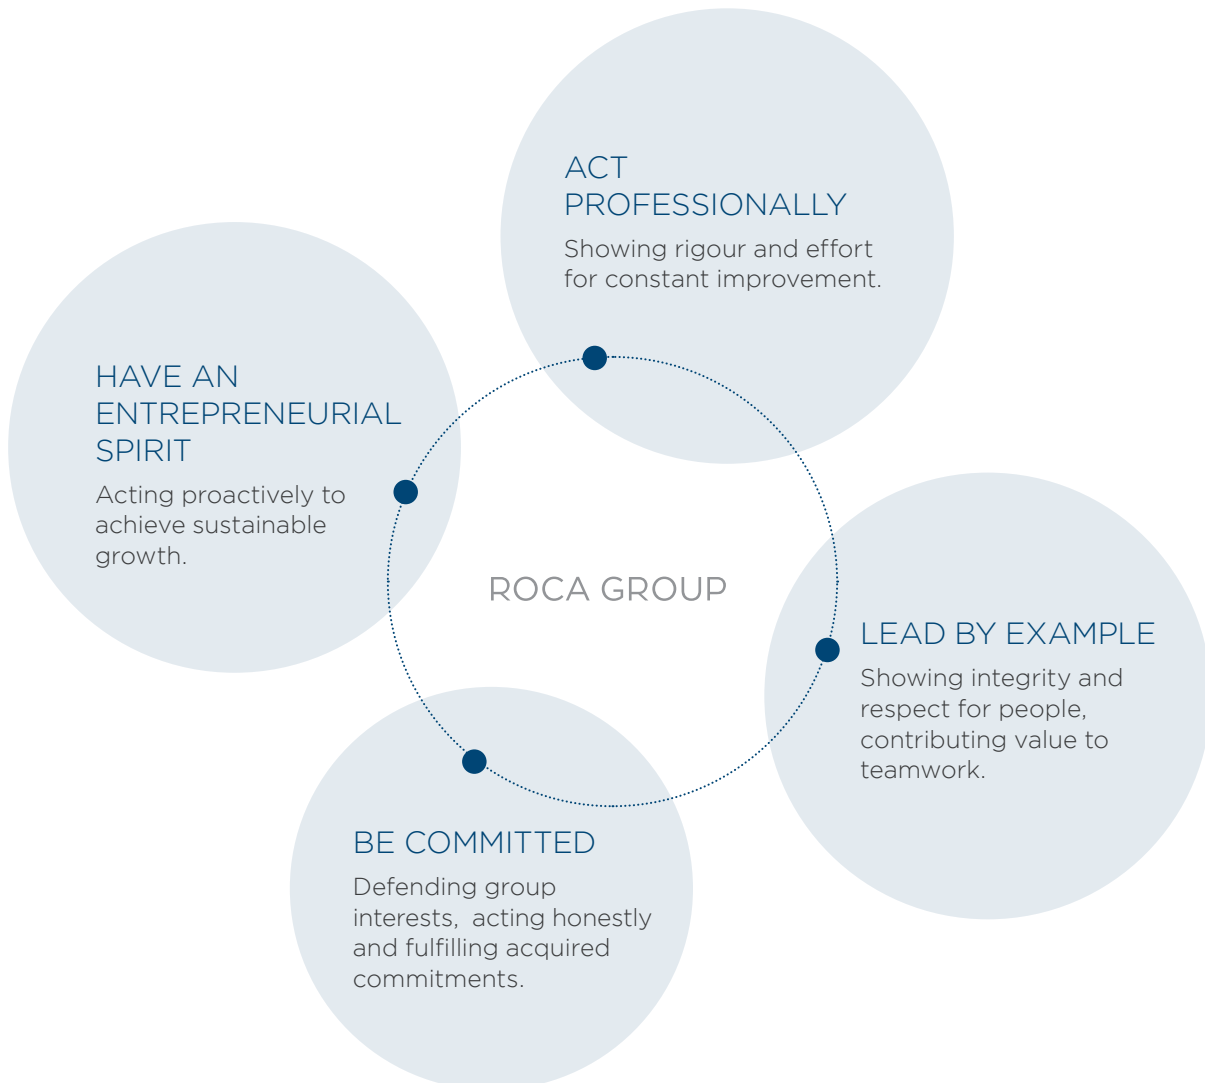 ACT
PROFESSIONALLY
Showing rigour and effort
for constant improvement.
HAVE AN
ENTREPRENEURIAL
SPIRIT
Acting proactively to
achieve sustainable
growth.
ROCA GROUP
LEAD BY EXAMPLE
Showing integrity and
respect for people,
contributing value to
teamwork.
BE COMMITTED
Defending group
interests,  acting honestly
and fulfilling acquired
commitments.